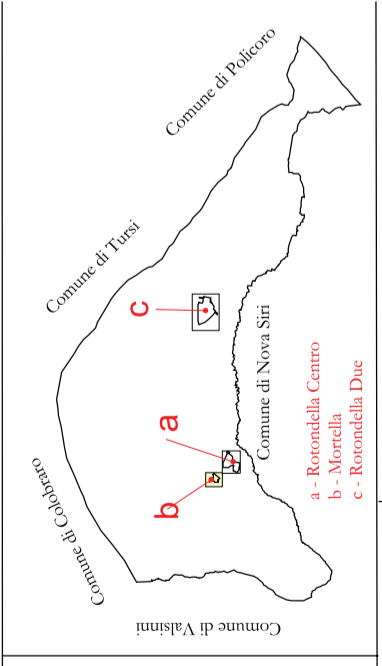 Comune di Policoro
Comune di Tursi
Comune di Colobraro
Comune di Valsinni
Comune di Nova Siri
c
a
b
a - Rotondella Centro
b - Mortella
c - Rotondella Due